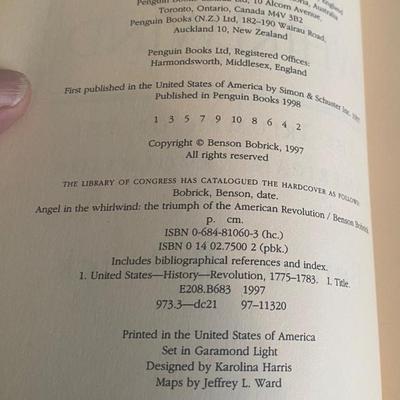 Penguin Books
Toronto, Ontario, Canada M4V 3B2
Penguin Books (N.Z.) Ltd, 182–190 Wairau Road,
Auckland 10, New Zealand
Penguin Books Ltd, Registered Offices:
Harmondsworth, Middlesex, England
First published in the United States of America by Simon & Schuster Inc. 1997
Published in Penguin Books 1998
1 3 5 7 9 10 8 6 4 2
Copyright © Benson Bobrick, 1997
All rights reserved
THE LIBRARY OF CONGRESS HAS CATALOGUED THE HARDCOVER AS FOLLOWS:
Bobrick, Benson, date.
Angel in the whirlwind: the triumph of the American Revolution / Benson Bobrick.
p. cm.
ISBN 0-684-81060-3 (hc.)
ISBN 0 14 02.7500 2 (pbk.)
Includes bibliographical references and index.
1. United States—History—Revolution, 1775–1783. I. Title.
E208.B683 1997
973.3—dc21 97–11320
Printed in the United States of America
Set in Garamond Light
Designed by Karolina Harris
Maps by Jeffrey L. Ward